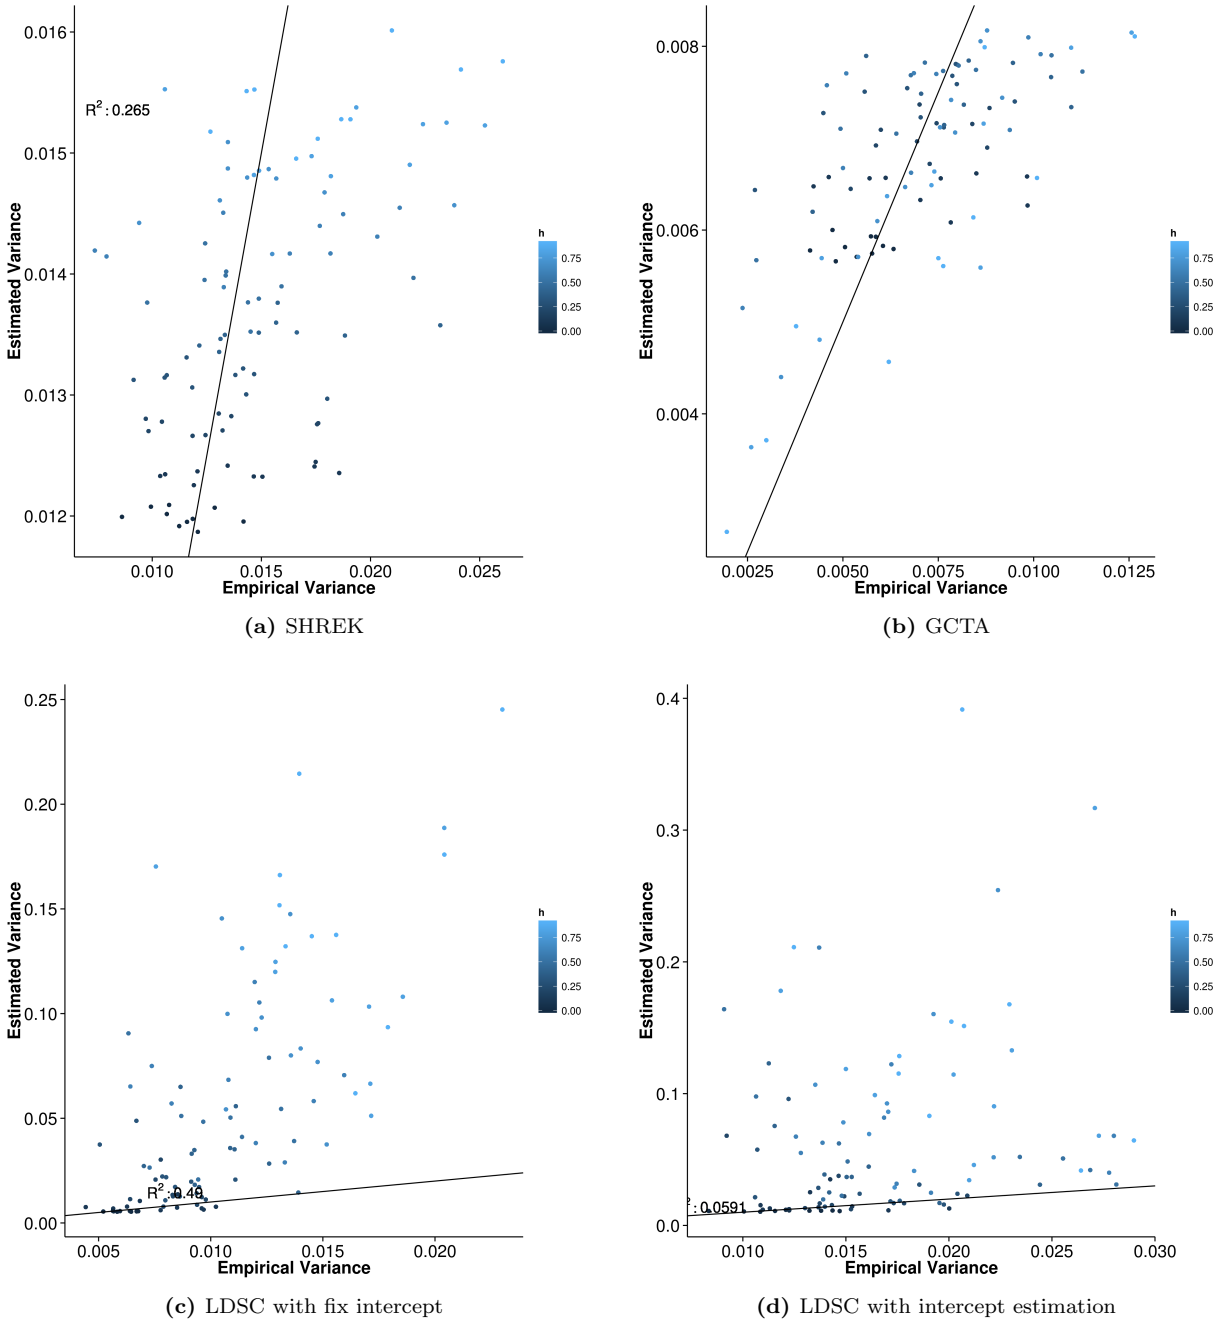 0.016
0.015
0.014
0.013
0.012
Estimated Variance
R²: 0.265
0.010 0.015 0.020 0.025
Empirical Variance
h
0.75
0.50
0.25
0.00
(a) SHREK
0.008
0.006
0.004
Estimated Variance
0.0025 0.0050 0.0075 0.0100 0.0125
Empirical Variance
h
0.75
0.50
0.25
0.00
(b) GCTA
0.25
0.20
0.15
0.10
0.05
0.00
Estimated Variance
R²: 0.49
0.005 0.010 0.015 0.020
Empirical Variance
h
0.75
0.50
0.25
0.00
(c) LDSC with fix intercept
0.4
0.3
0.2
0.1
0.0
Estimated Variance
²: 0.0591
0.010 0.015 0.020 0.025 0.030
Empirical Variance
h
0.75
0.50
0.25
0.00
(d) LDSC with intercept estimation